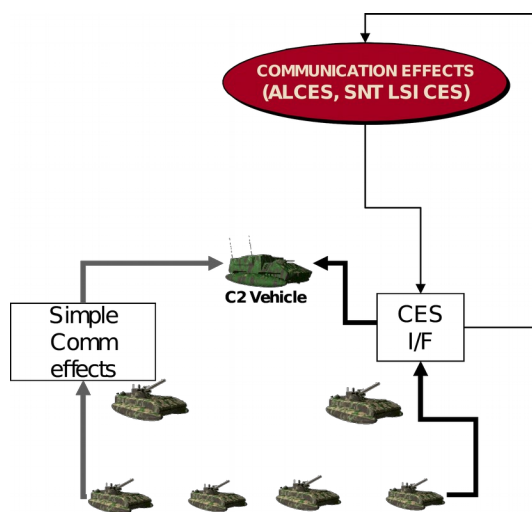 COMMUNICATION EFFECTS
(ALCES, SNT LSI CES)
C2 Vehicle
Simple
Comm
effects
CES
I/F